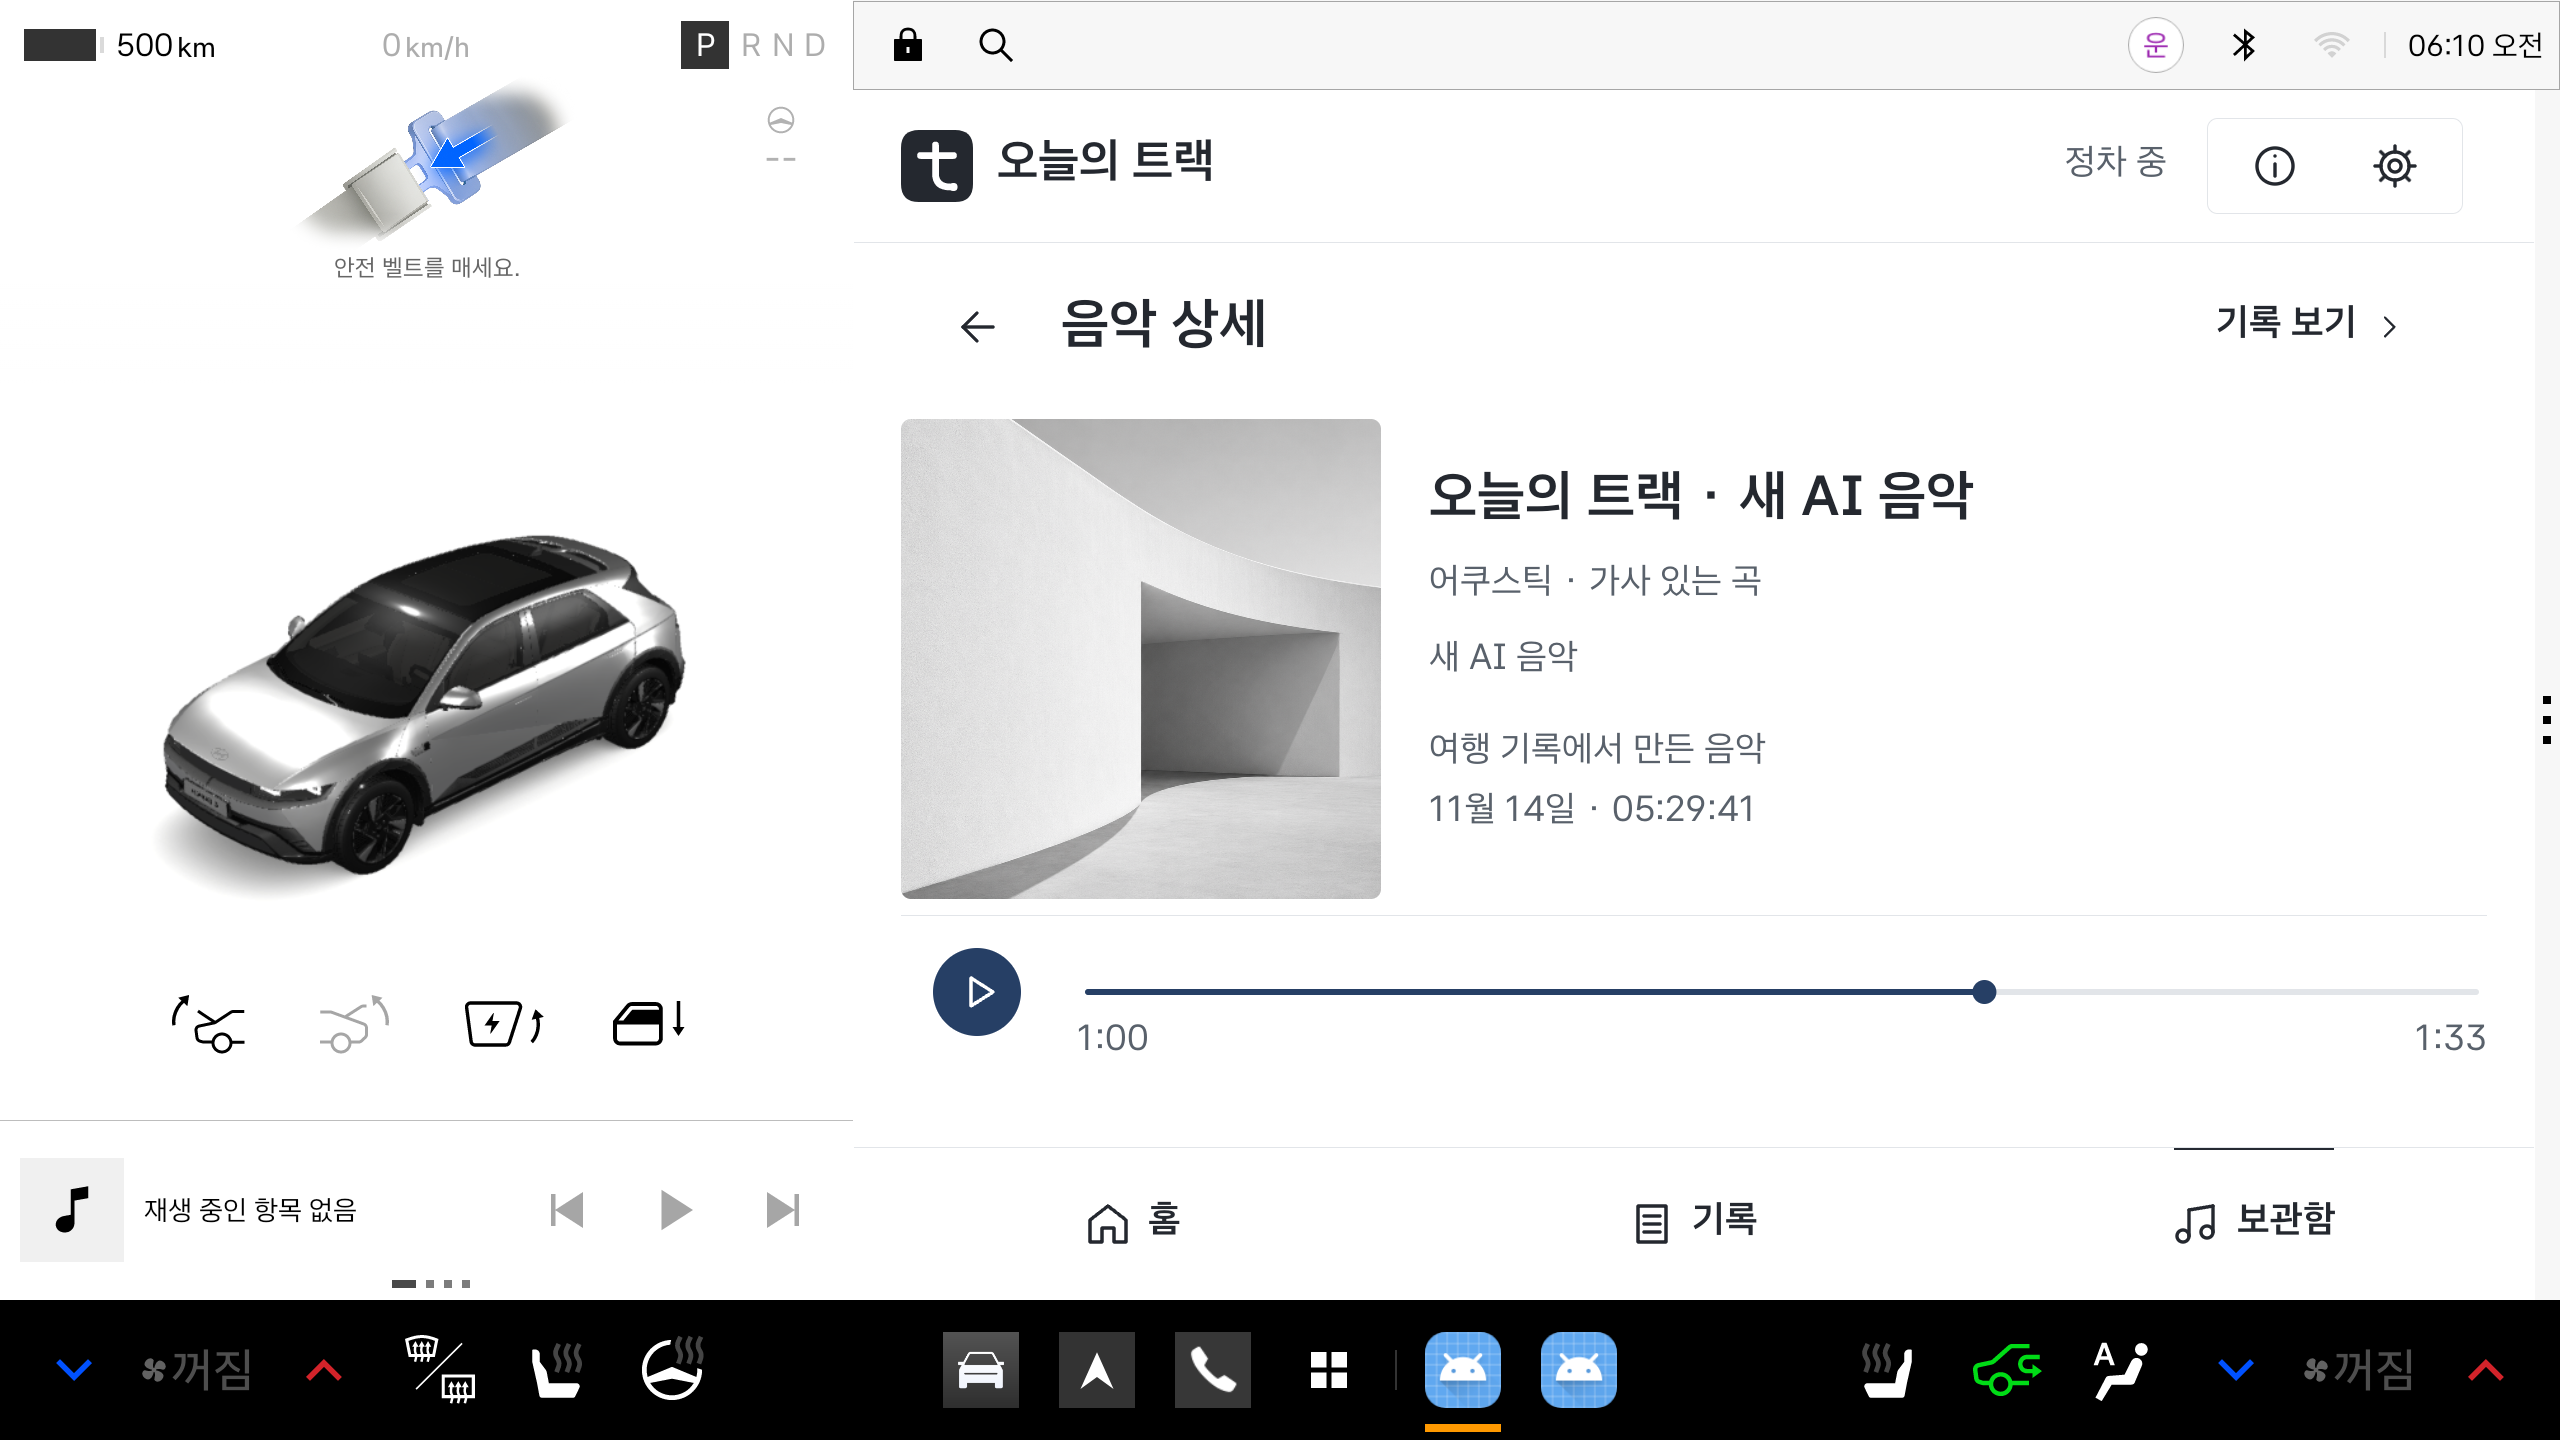 500 km
0 km/h
P R N D
안전 벨트를 매세요.
재생 중인 항목 없음
운
06:10 오전
t 오늘의 트랙
정차 중
음악 상세
기록 보기
오늘의 트랙 · 새 AI 음악
어쿠스틱 · 가사 있는 곡
새 AI 음악
여행 기록에서 만든 음악
11월 14일 · 05:29:41
1:00
1:33
홈
기록
보관함
꺼짐
A
꺼짐